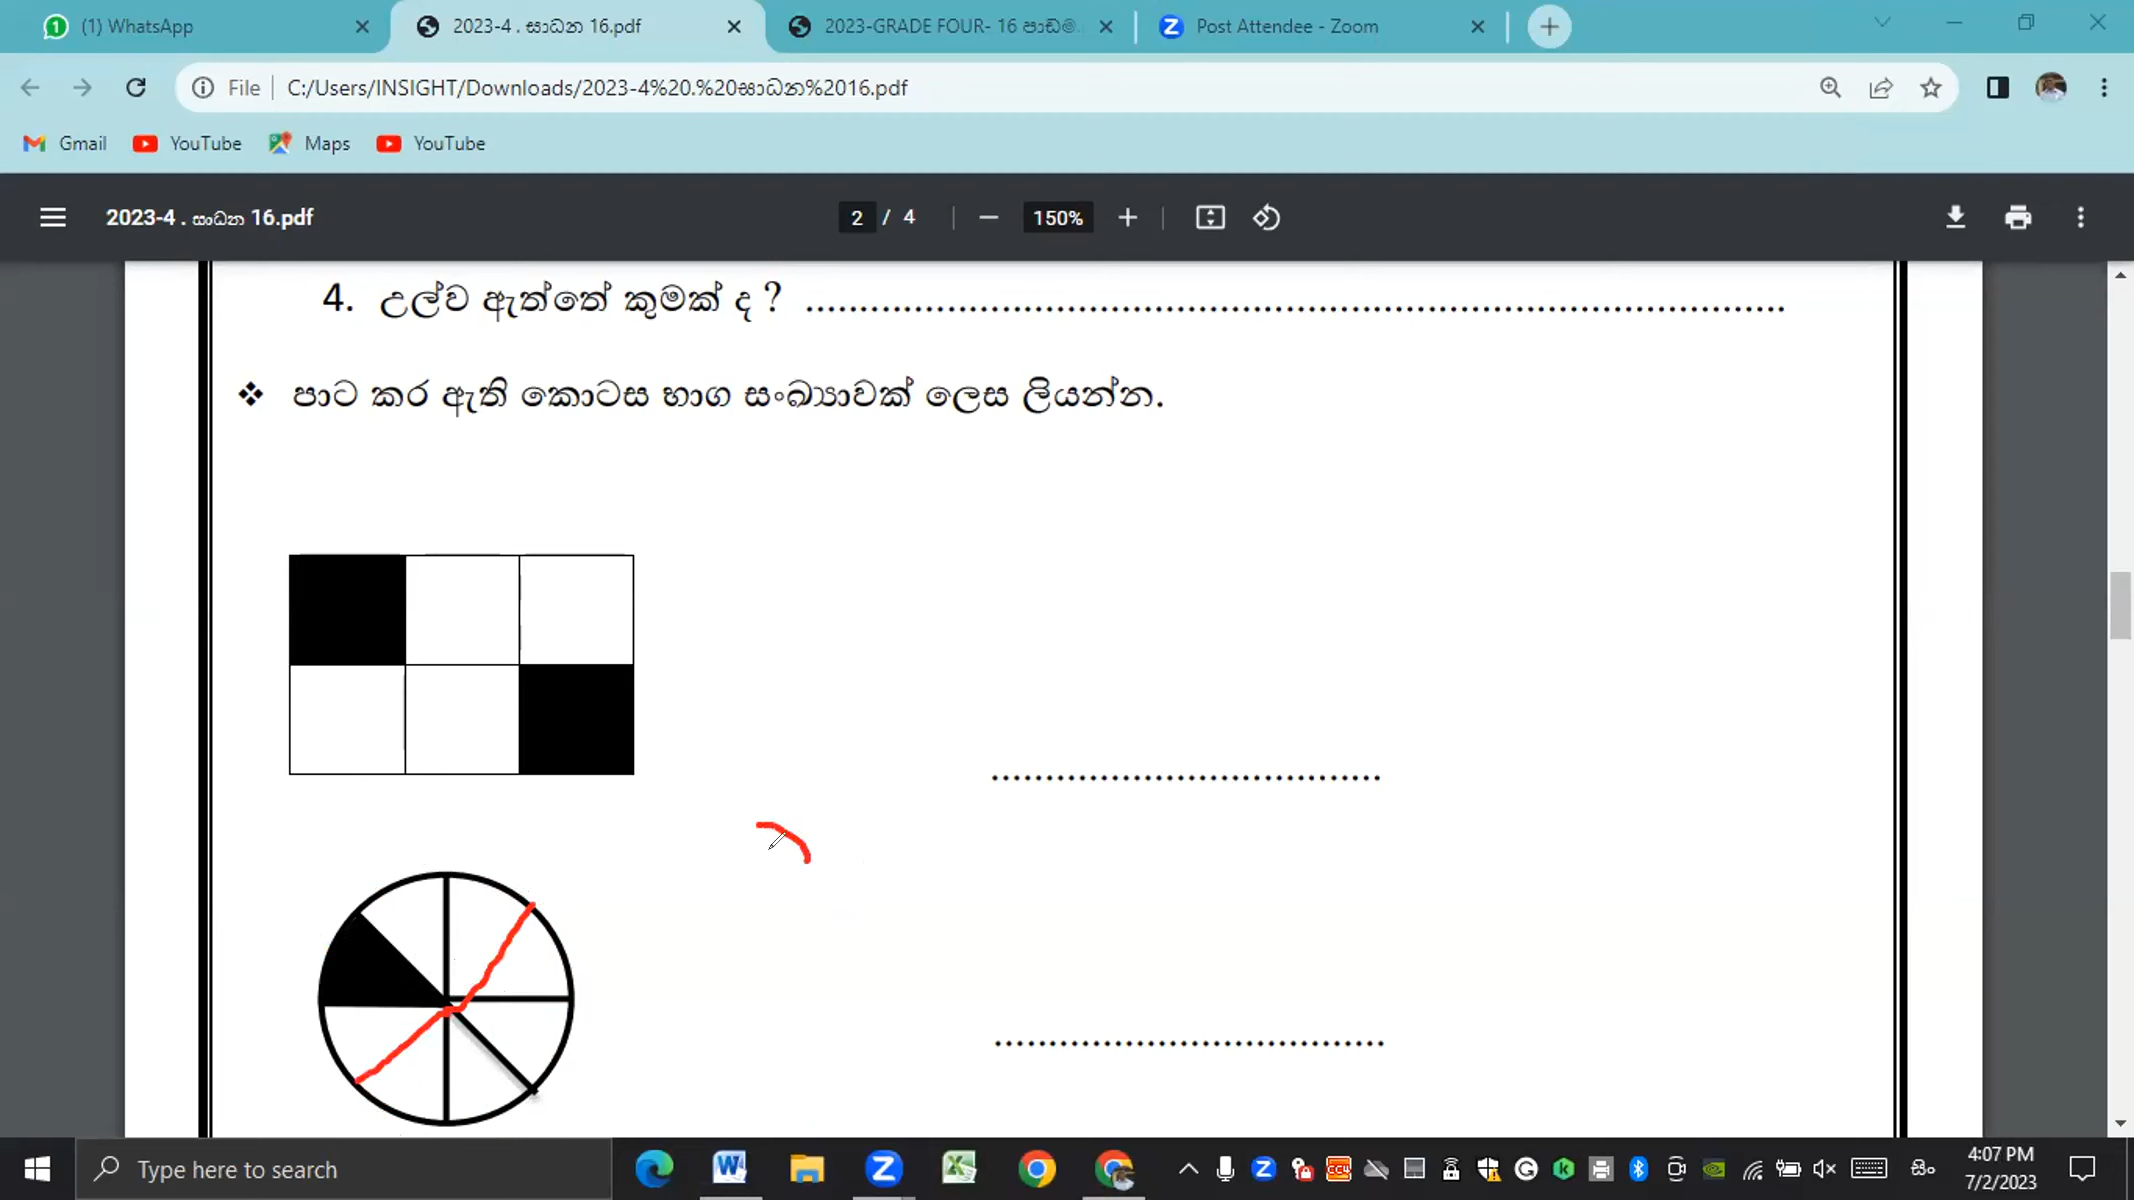 (1) WhatsApp
2023-4 . සාධන 16.pdf
2023-GRADE FOUR- 16 පාඩම
Post Attendee - Zoom
File
C:/Users/INSIGHT/Downloads/2023-4%20.%20සාධන%2016.pdf
Gmail
YouTube
Maps
YouTube
2023-4 . සංධන 16.pdf
2 / 4
150%
4. උල්ව ඇත්තේ කුමක් ද ? ..........................................................................................
❖ පාට කර ඇති කොටස භාග සංඛ්‍යාවක් ලෙස ලියන්න.
....................................
....................................
Type here to search
4:07 PM
7/2/2023